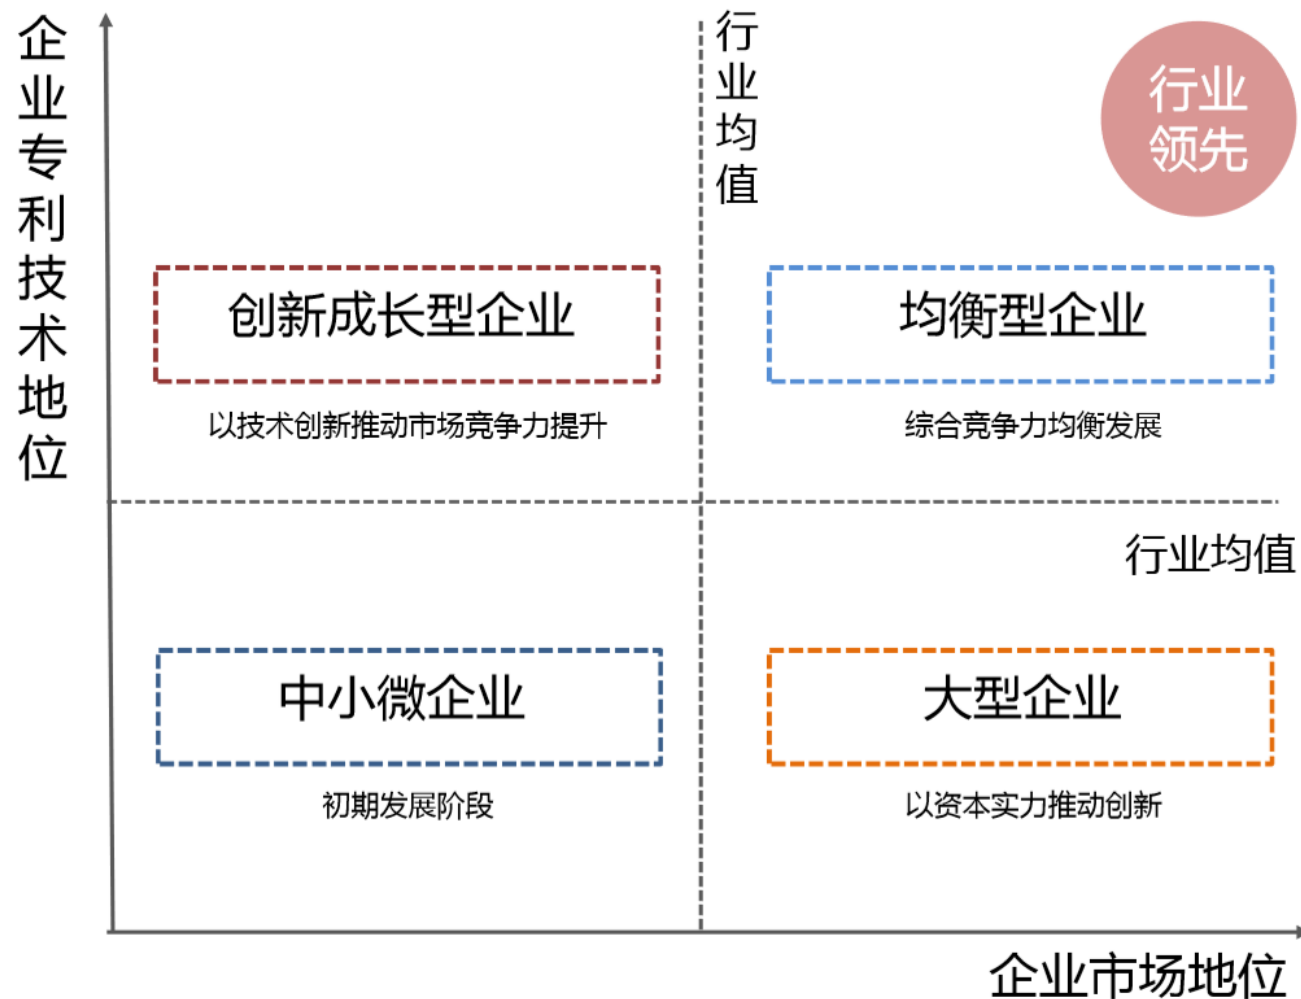 企业专利技术地位
行业均值
行业
领先
创新成长型企业
均衡型企业
以技术创新推动市场竞争力提升
综合竞争力均衡发展
行业均值
中小微企业
大型企业
初期发展阶段
以资本实力推动创新
企业市场地位